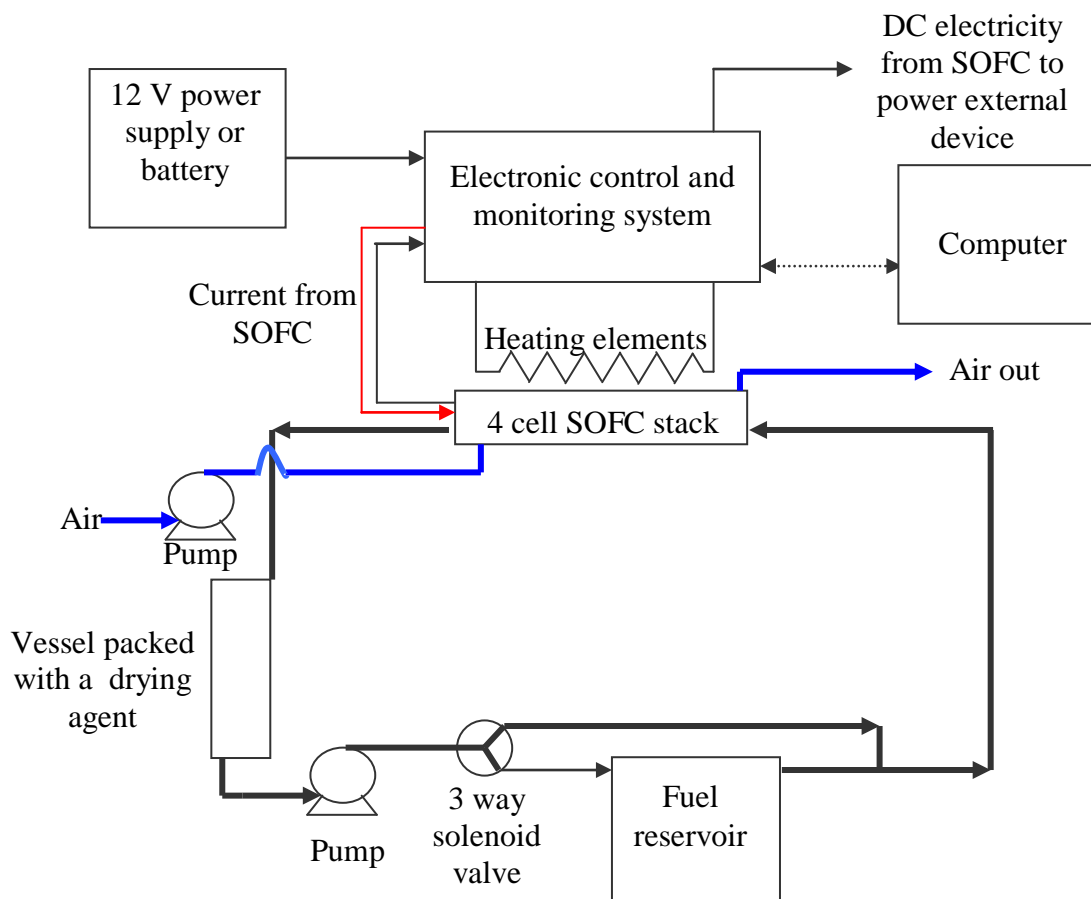 DC electricity
from SOFC to
power external
device
12 V power
supply or
battery
Electronic control and
monitoring system
Computer
Current from
SOFC
Heating elements
Air out
4 cell SOFC stack
Air
Pump
Vessel packed
with a drying
agent
Pump
3 way
solenoid
valve
Fuel
reservoir